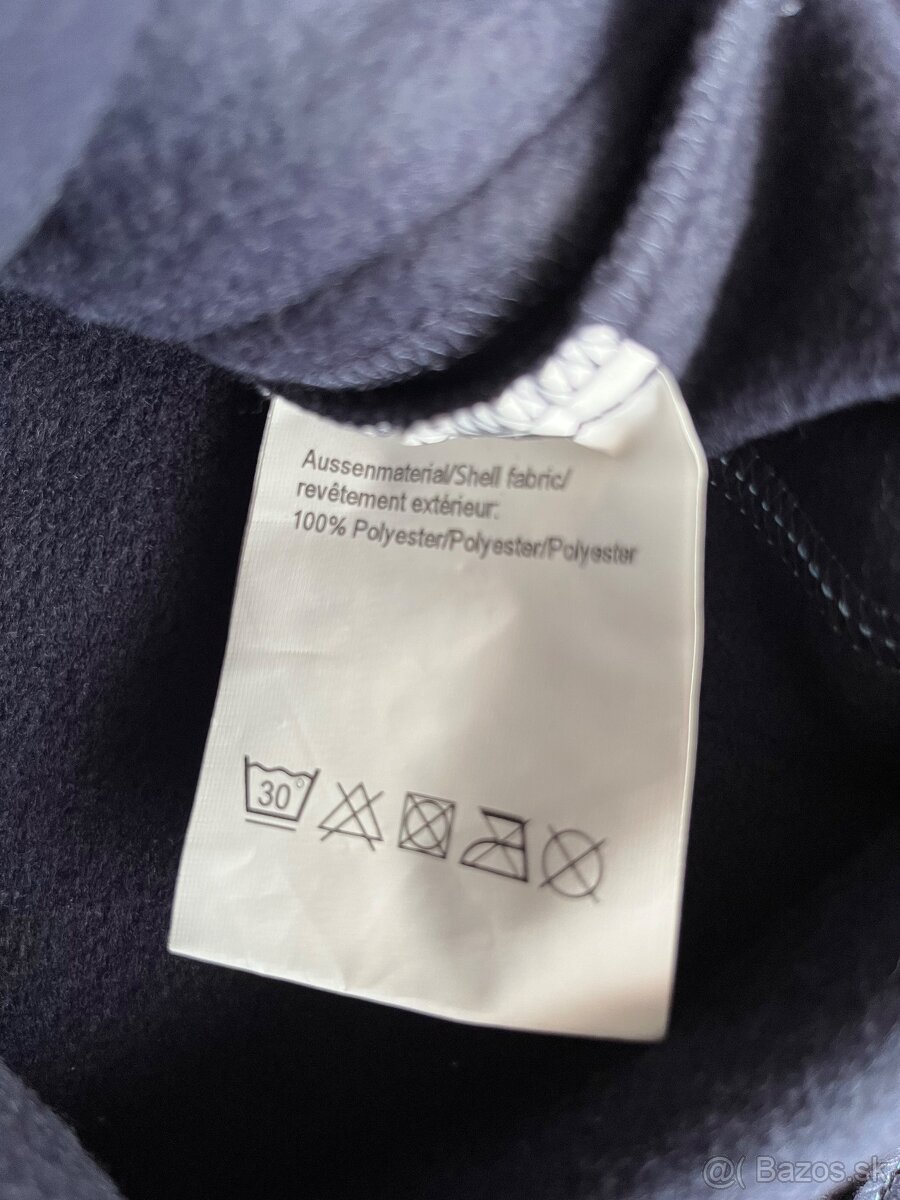 Aussenmaterial/Shell fabric/
revêtement extérieur:
100% Polyester/Polyester/Polyester
30°
@( Bazos.sk